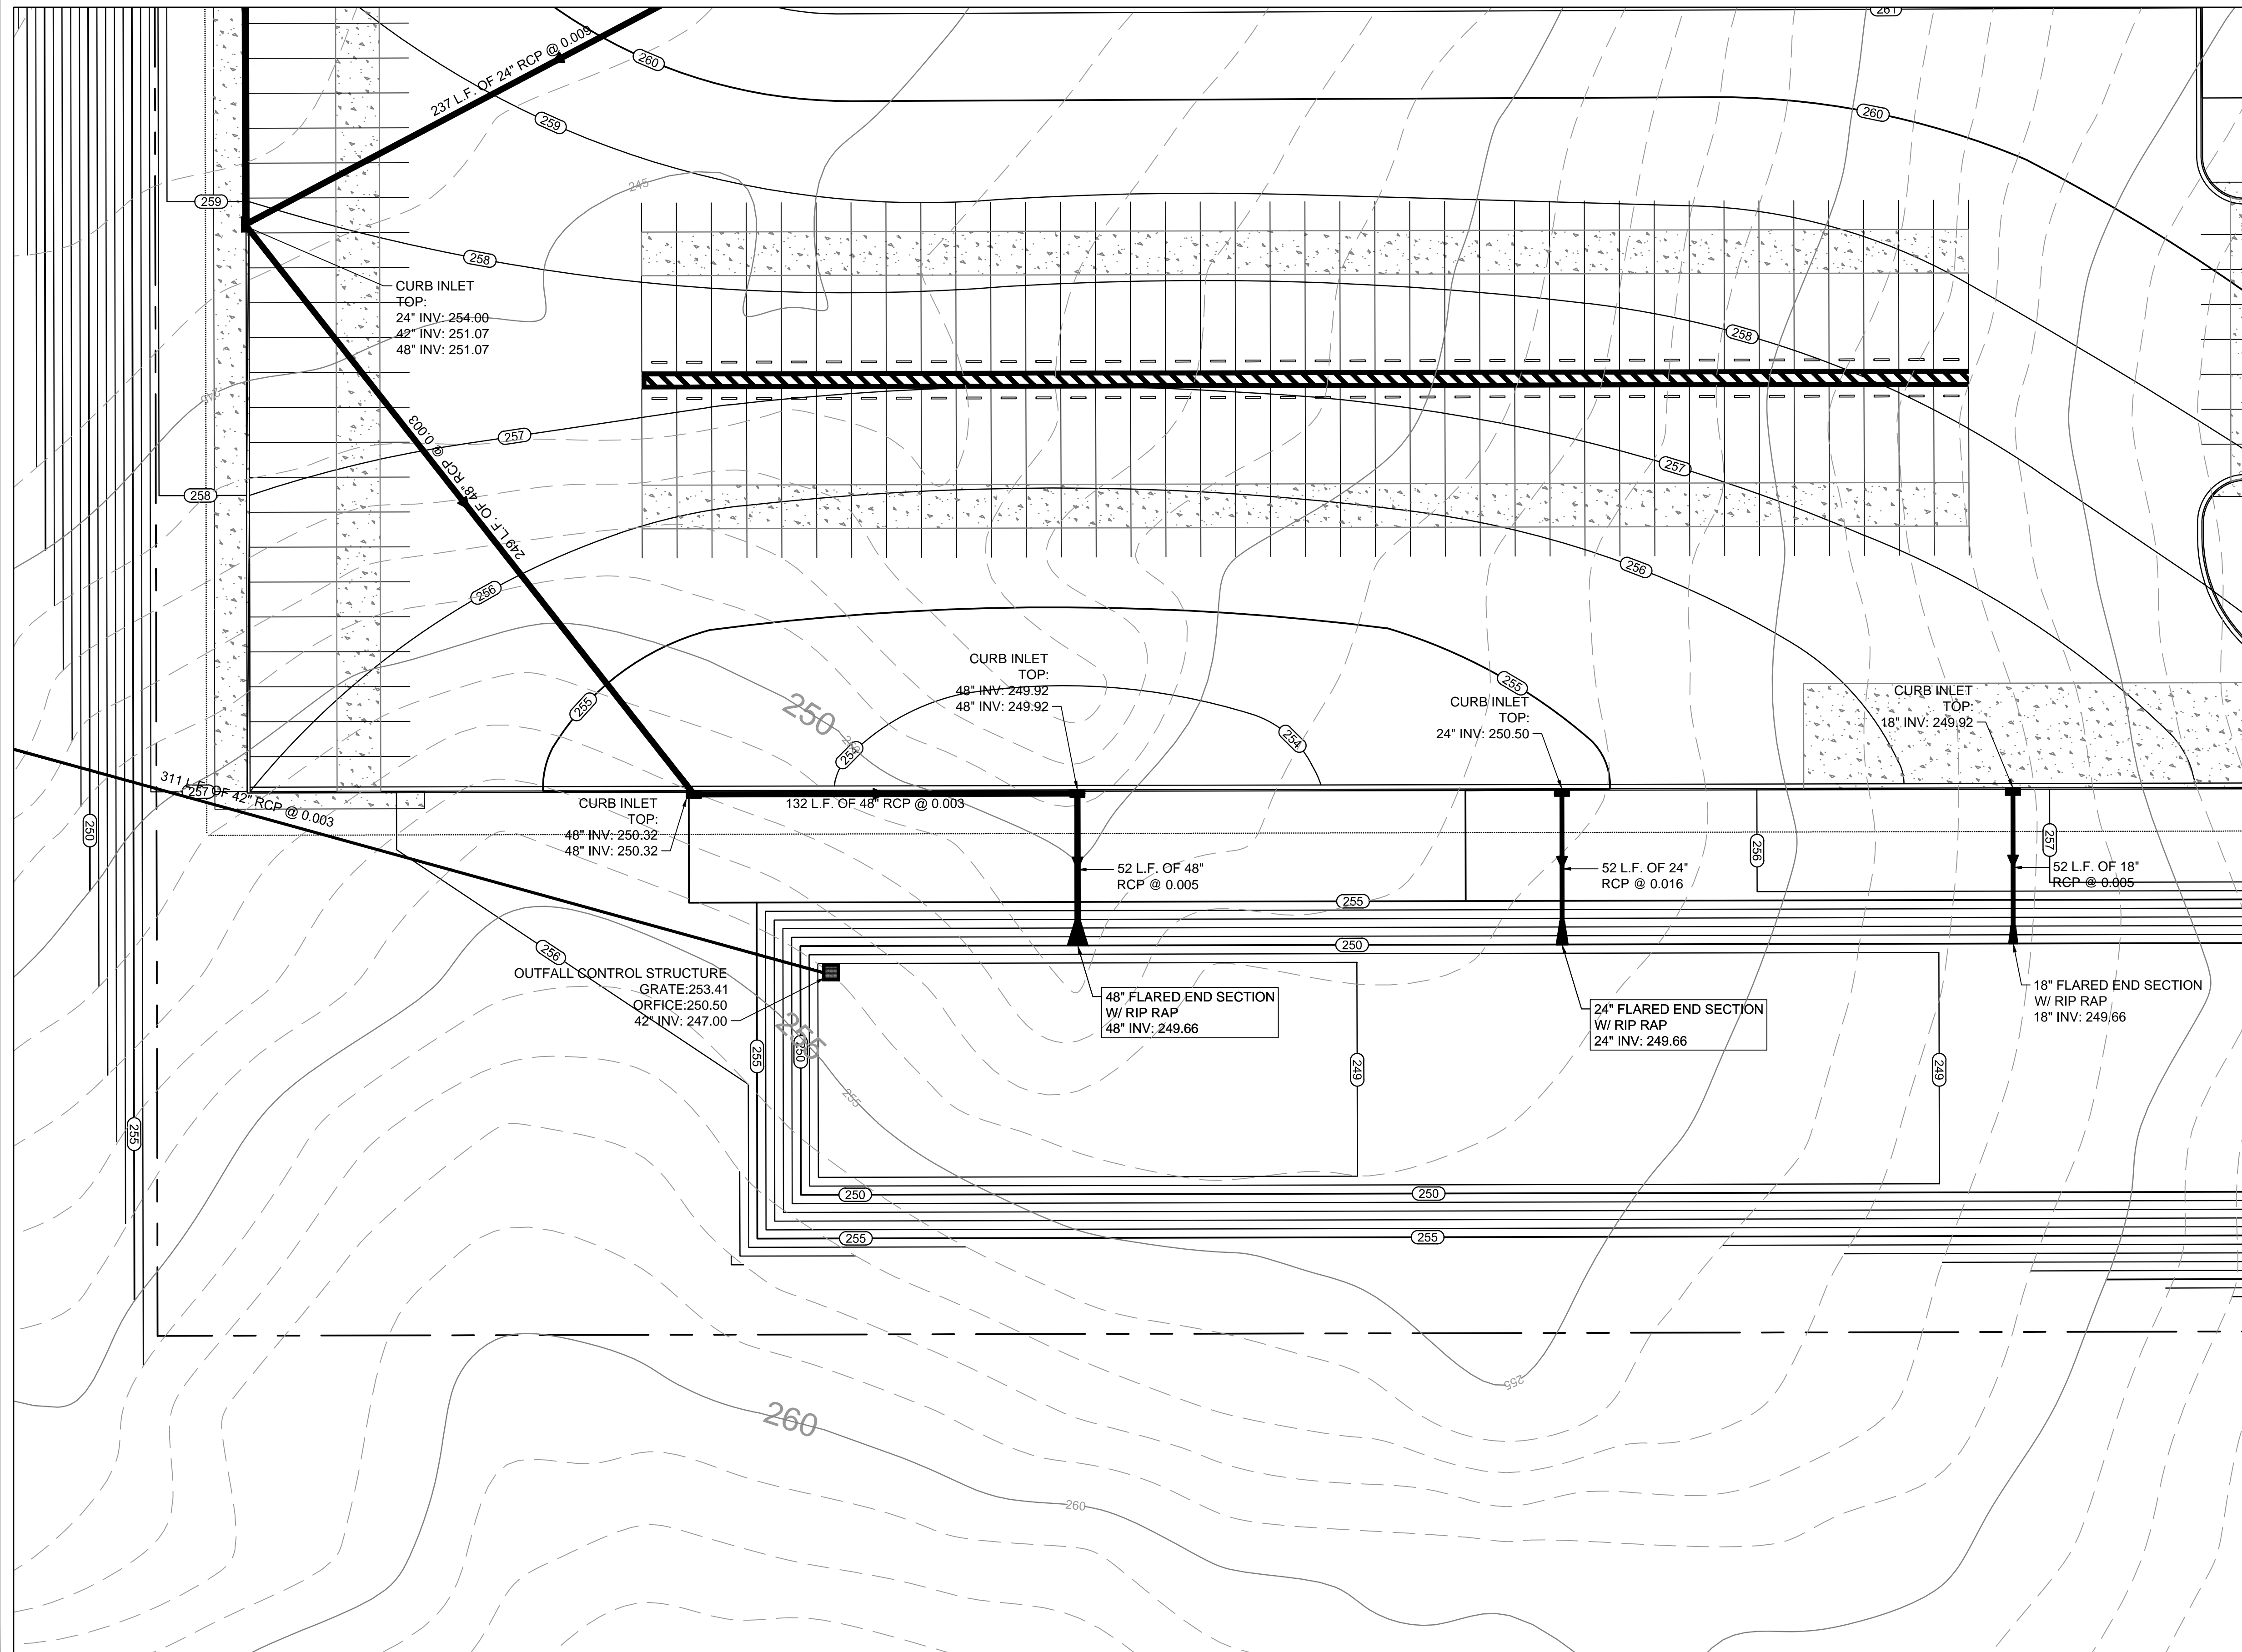 261
260
237 L.F. OF 24" RCP @ 0.009
260
259
245
259
258
CURB INLET
TOP:
24" INV: 254.00
42" INV: 251.07
48" INV: 251.07
258
245
249 L.F. OF 48" RCP @ 0.003
257
257
258
256
256
CURB INLET
TOP:
48" INV: 249.92
48" INV: 249.92
255
CURB INLET
TOP:
24" INV: 250.50
CURB INLET
TOP:
18" INV: 249.92
255
250
250
254
254
311 L.F. OF 42" RCP @ 0.003
257
CURB INLET
TOP:
48" INV: 250.32
48" INV: 250.32
132 L.F. OF 48" RCP @ 0.003
250
256
257
52 L.F. OF 48"
RCP @ 0.005
52 L.F. OF 24"
RCP @ 0.016
52 L.F. OF 18"
RCP @ 0.005
255
250
256
OUTFALL CONTROL STRUCTURE
GRATE:253.41
ORFICE:250.50
42" INV: 247.00
48" FLARED END SECTION
W/ RIP RAP
48" INV: 249.66
24" FLARED END SECTION
W/ RIP RAP
24" INV: 249.66
18" FLARED END SECTION
W/ RIP RAP
18" INV: 249.66
255
255
250
255
249
249
255
250
250
255
255
255
260
260